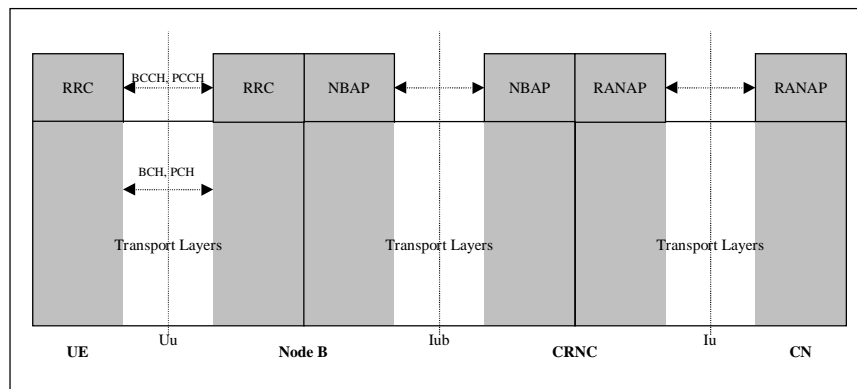 BCCH, PCCH
RRC
RRC
NBAP
NBAP
RANAP
RANAP
BCH, PCH
Transport Layers
Transport Layers
Transport Layers
Uu
Iub
Iu
UE
Node B
CRNC
CN